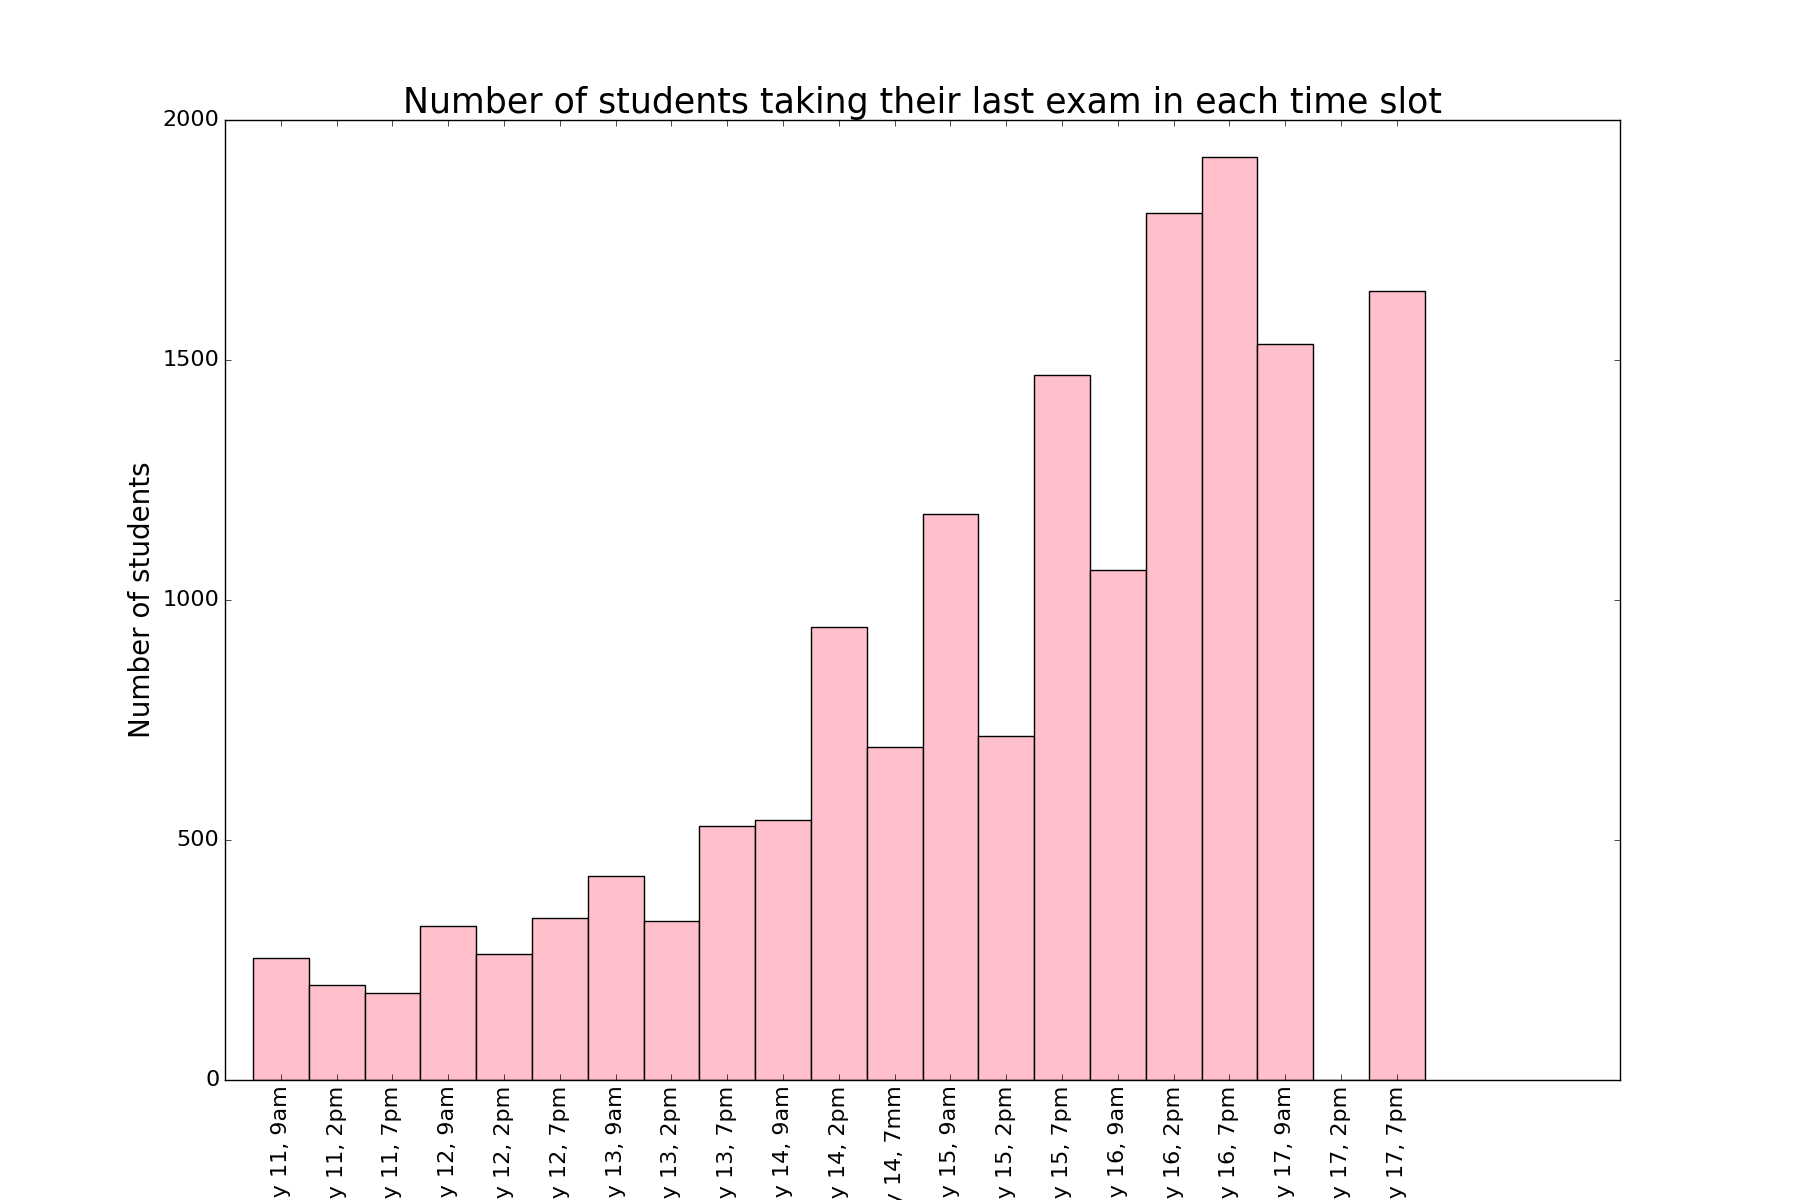 Number of students taking their last exam in each time slot
Number of students
2000
1500
1000
500
0
y 11, 9am
y 11, 2pm
y 11, 7pm
y 12, 9am
y 12, 2pm
y 12, 7pm
y 13, 9am
y 13, 2pm
y 13, 7pm
y 14, 9am
y 14, 2pm
y 14, 7mm
y 15, 9am
y 15, 2pm
y 15, 7pm
y 16, 9am
y 16, 2pm
y 16, 7pm
y 17, 9am
y 17, 2pm
y 17, 7pm